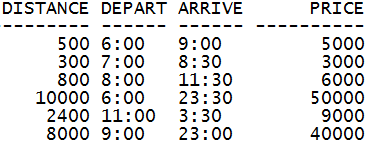 DISTANCE DEPART ARRIVE PRICE
--------- ------ ------- -----------
500 6:00 9:00 5000
300 7:00 8:30 3000
800 8:00 11:30 6000
10000 6:00 23:30 50000
2400 11:00 3:30 9000
8000 9:00 23:00 40000